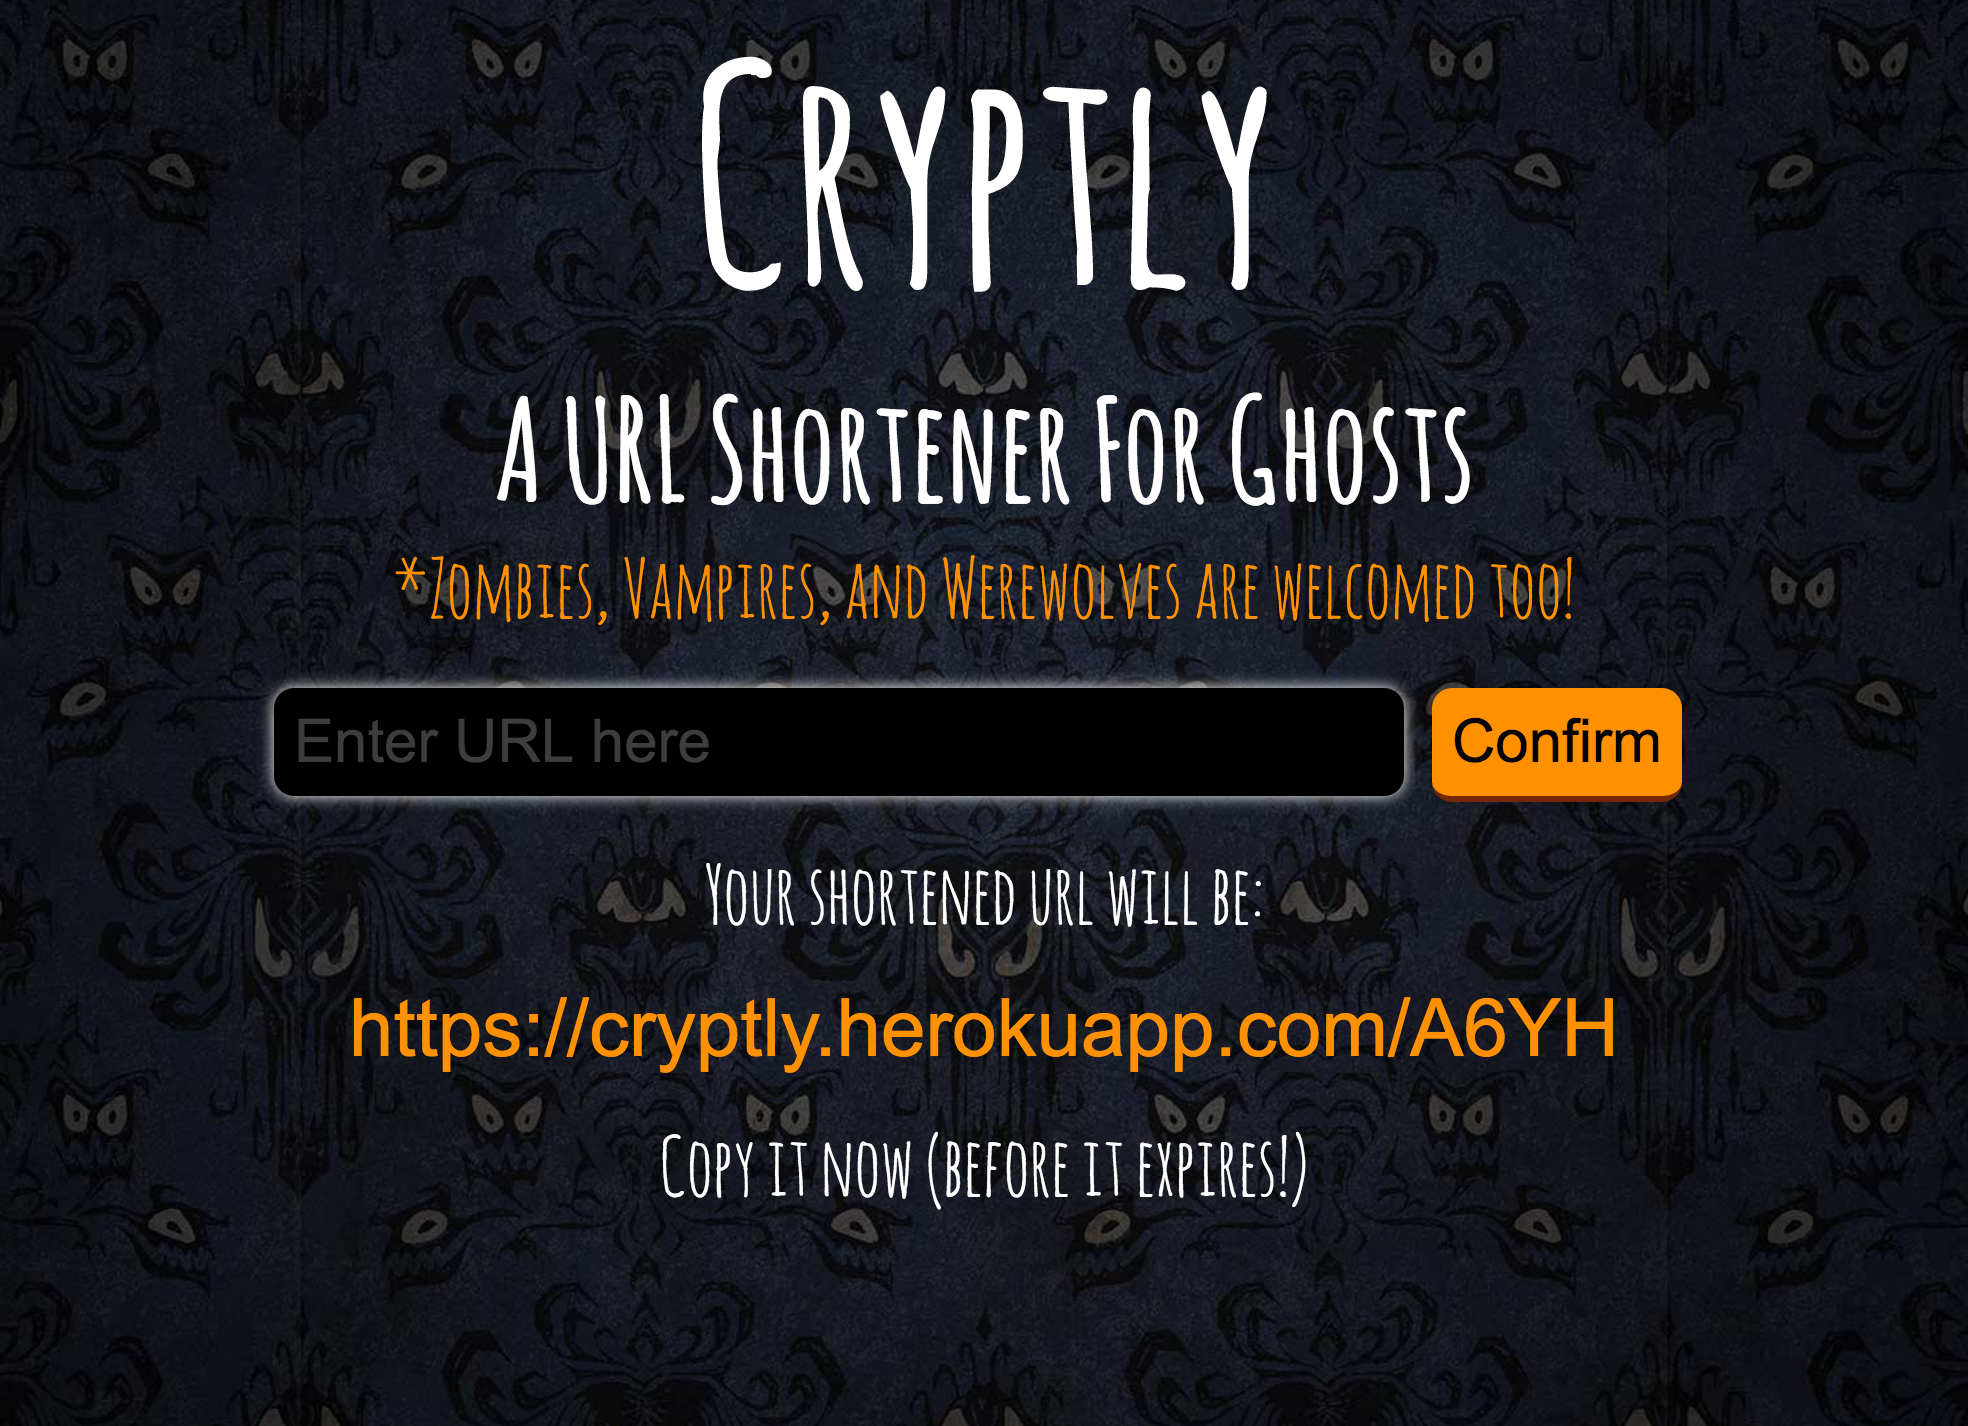 Cryptly
A URL Shortener For Ghosts
*Zombies, Vampires, and Werewolves are welcomed too!
Enter URL here
Confirm
Your shortened url will be:
https://cryptly.herokuapp.com/A6YH
Copy it now (before it expires!)